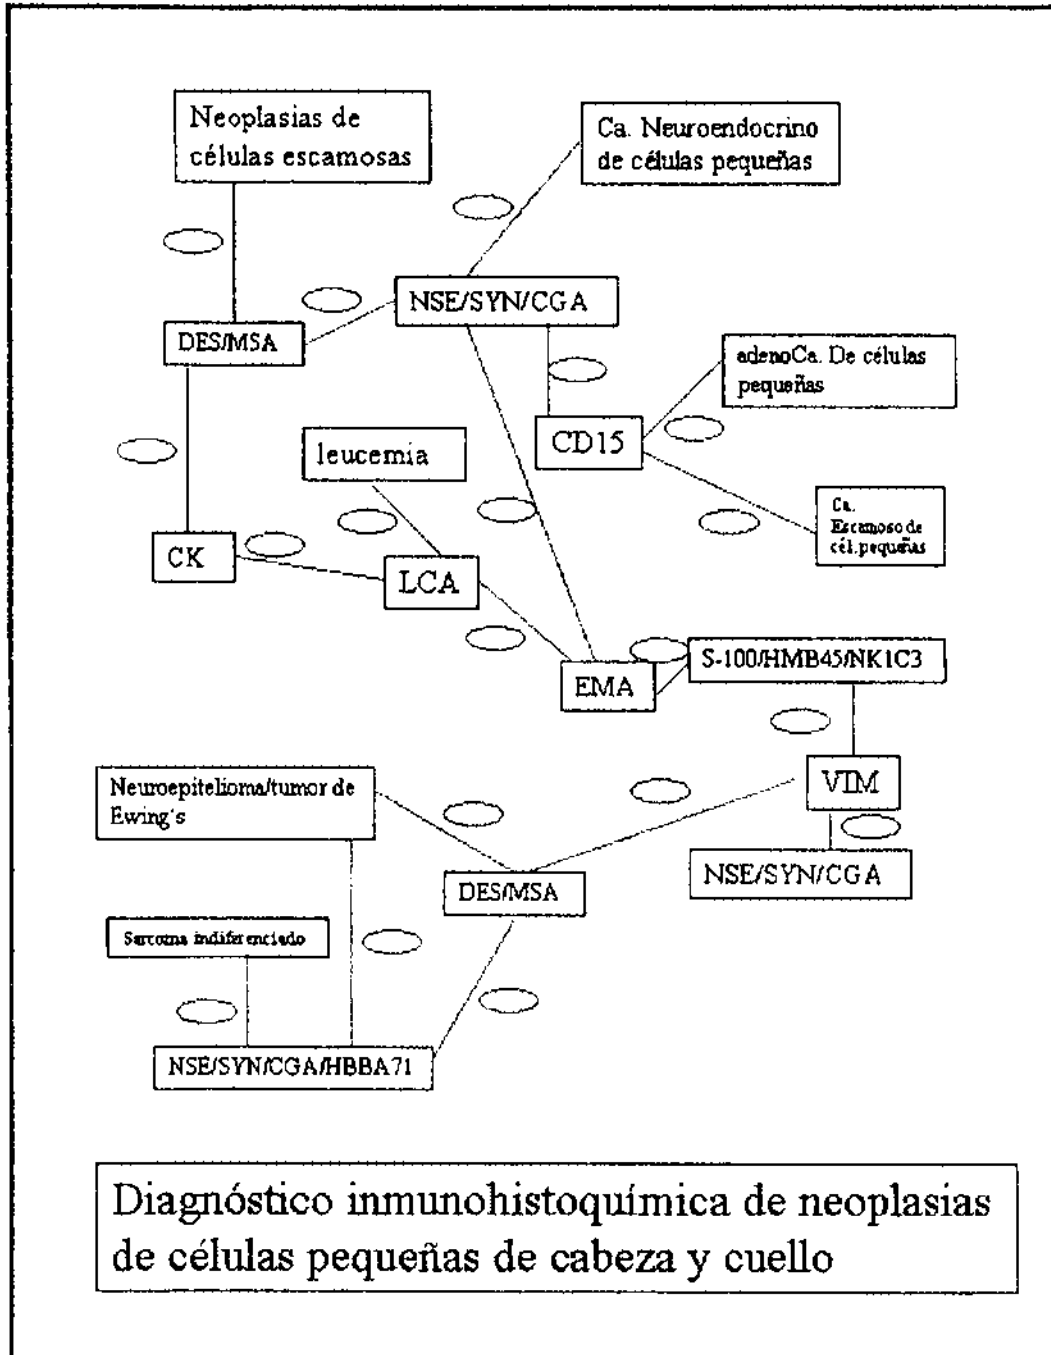 Neoplasias de
células escamosas
Ca. Neuroendocrino
de células pequeñas
NSE/SYN/CGA
DES/MSA
adenoCa. De células
pequeñas
CD15
leucemia
Ca.
Escamoso de
cél.pequeñas
CK
LCA
EMA
S-100/HMB45/NK1C3
VIM
Neuroepitelioma/tumor de
Ewing´s
NSE/SYN/CGA
DES/MSA
Sarcoma indiferenciado
NSE/SYN/CGA/HBBA71
Diagnóstico inmunohistoquímica de neoplasias
de células pequeñas de cabeza y cuello